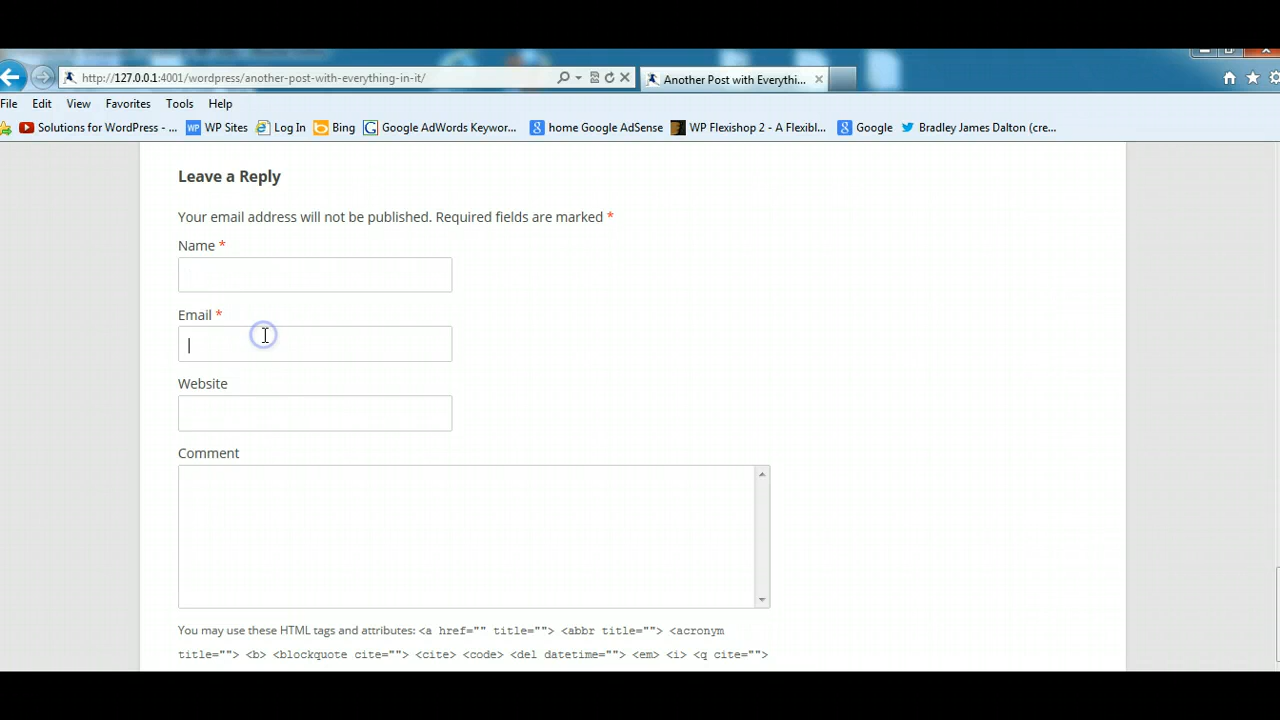 http://127.0.0.1:4001/wordpress/another-post-with-everything-in-it/
Another Post with Everythi...
File Edit View Favorites Tools Help
Solutions for WordPress - ... WP Sites Log In Bing Google AdWords Keywor... home Google AdSense WP Flexishop 2 - A Flexibl... Google Bradley James Dalton (cre...
Leave a Reply
Your email address will not be published. Required fields are marked *
Name *
Email *
Website
Comment
You may use these HTML tags and attributes: <a href="" title=""> <abbr title=""> <acronym
title=""> <b> <blockquote cite=""> <cite> <code> <del datetime=""> <em> <i> <q cite="">